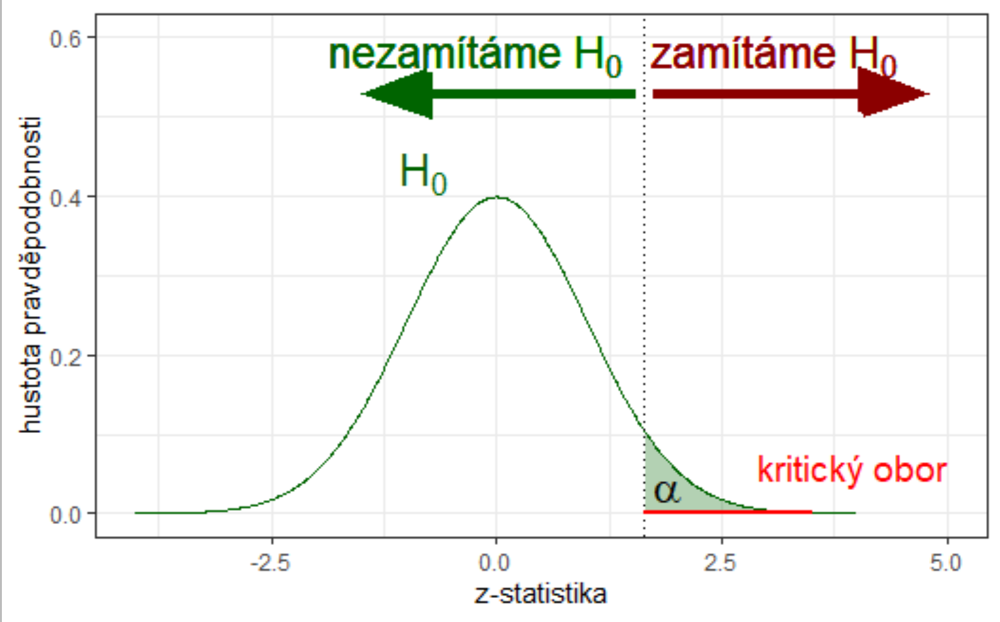 nezamítáme H₀ zamítáme H₀
H₀
hustota pravděpodobnosti
0.6
0.4
0.2
0.0
α
kritický obor
-2.5 0.0 2.5 5.0
z-statistika